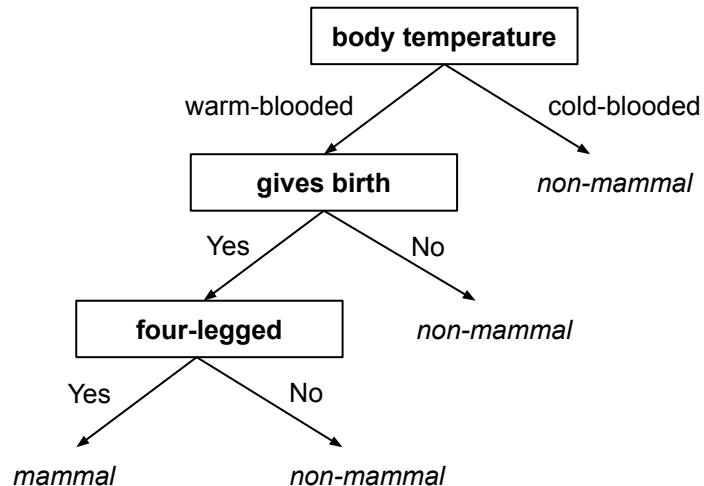 body temperature
warm-blooded
cold-blooded
gives birth
non-mammal
Yes
No
four-legged
non-mammal
Yes
No
mammal
non-mammal